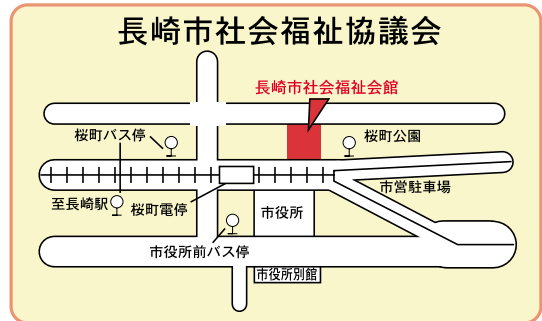 長崎市社会福祉協議会
長崎市社会福祉会館
桜町バス停
桜町公園
市営駐車場
至長崎駅
桜町電停
市役所
市役所前バス停
市役所別館